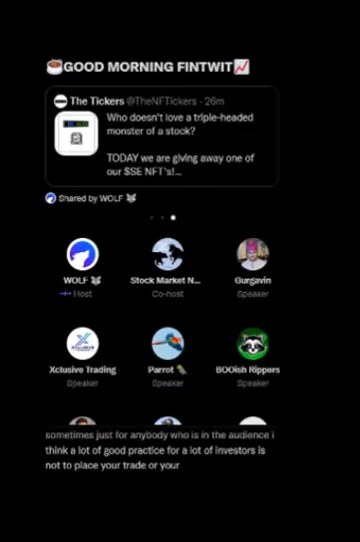 ☕GOOD MORNING FINTWIT📈
The Tickers @TheNFTickers · 26m
Who doesn't love a triple-headed
monster of a stock?
TODAY we are giving away one of
our $SE NFT's!...
Shared by WOLF 🐺
WOLF 🐺
Host
Stock Market N...
Co-host
Gurgavin
Speaker
Xclusive Trading
Speaker
Parrot 🦜
Speaker
BOOish Rippers
Speaker
sometimes just for anybody who is in the audience i
think a lot of good practice for a lot of investors is
not to place your trade or your